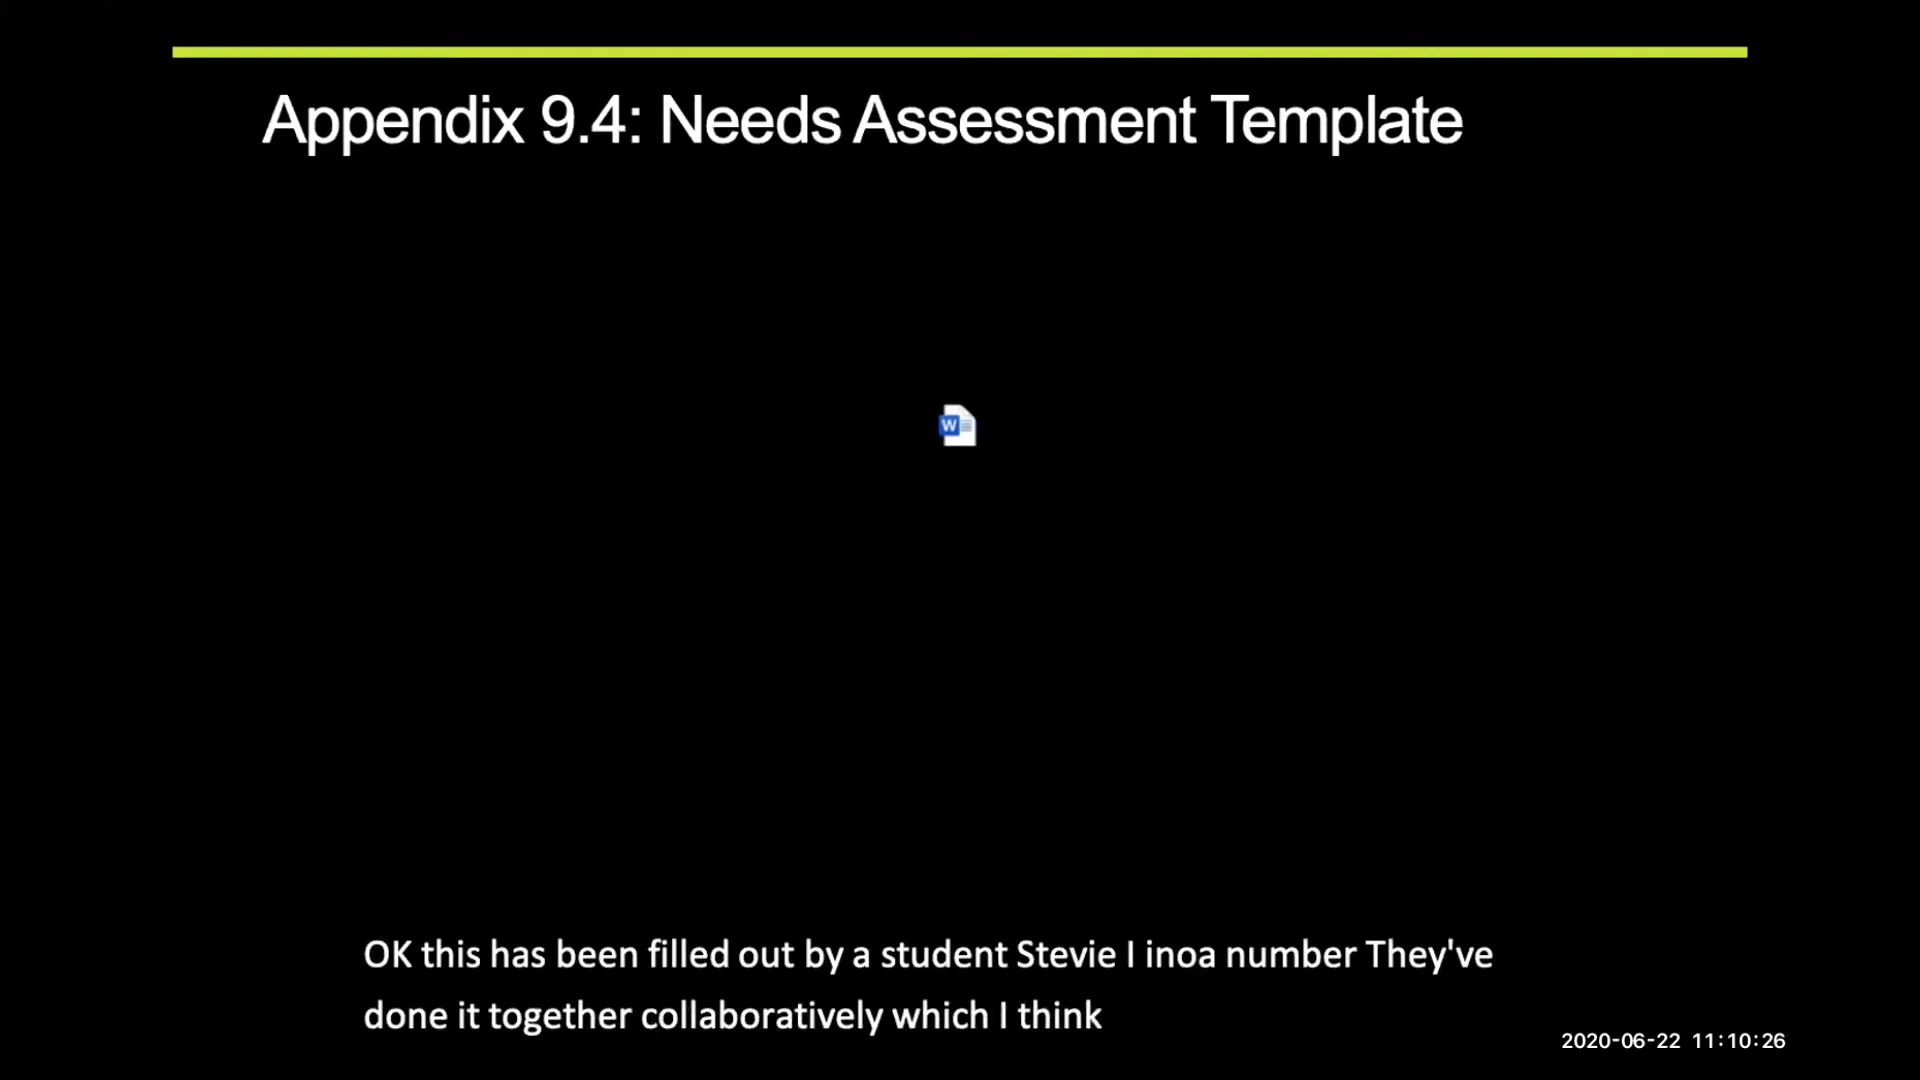 Appendix 9.4: Needs Assessment Template
W
OK this has been filled out by a student Stevie I inoa number They've
done it together collaboratively which I think
2020-06-22 11:10:26